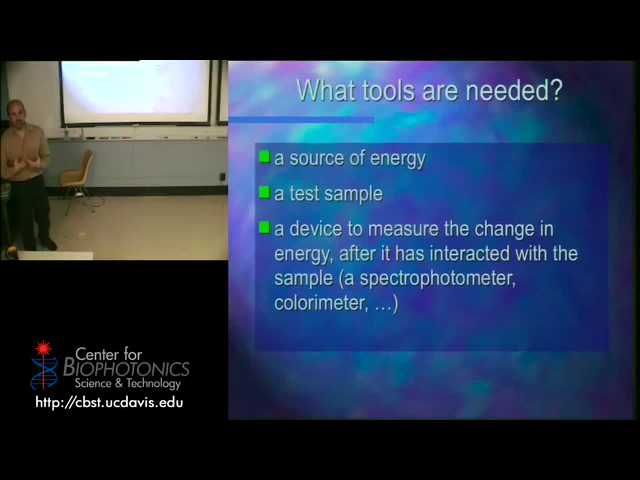 What tools are needed?
a source of energy
a test sample
a device to measure the change in
energy, after it has interacted with the
sample (a spectrophotometer,
colorimeter, …)
Center for
BIOPHOTONICS
Science & Technology
http://cbst.ucdavis.edu